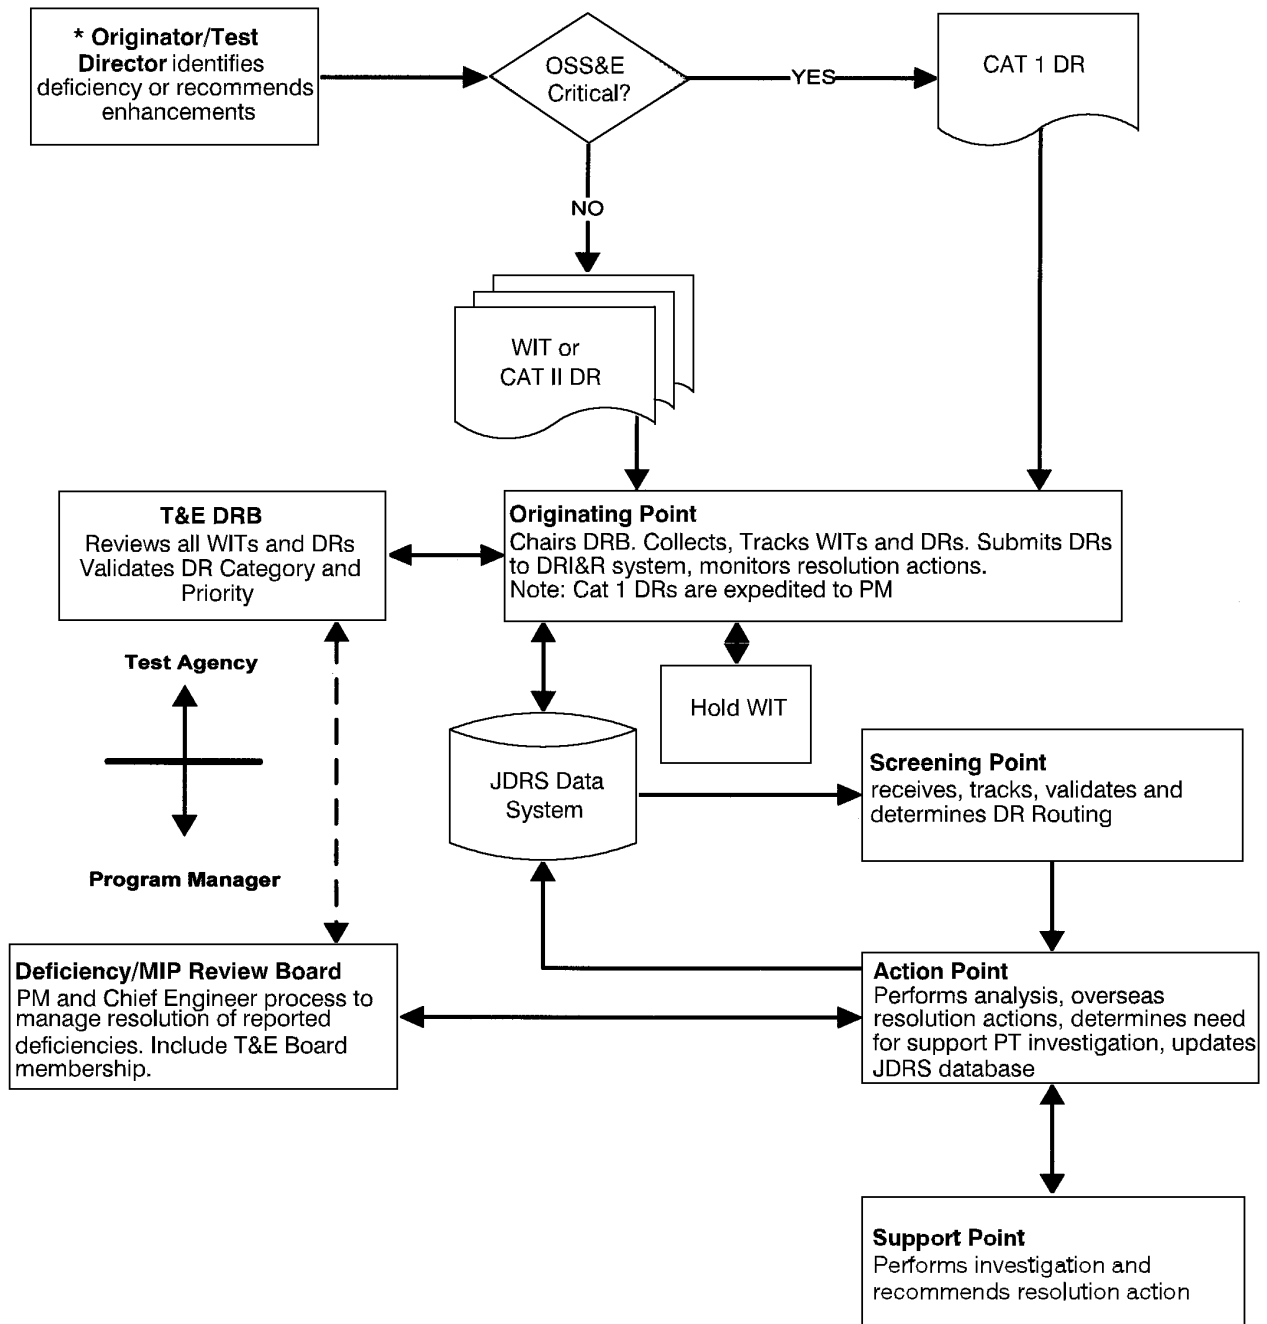 * Originator/Test
Director identifies
deficiency or recommends
enhancements
OSS&E
Critical?
YES
CAT 1 DR
NO
WIT or
CAT II DR
T&E DRB
Reviews all WITs and DRs
Validates DR Category and
Priority
Originating Point
Chairs DRB. Collects, Tracks WITs and DRs. Submits DRs
to DRI&R system, monitors resolution actions.
Note: Cat 1 DRs are expedited to PM
Test Agency
Program Manager
Hold WIT
JDRS Data
System
Screening Point
receives, tracks, validates and
determines DR Routing
Deficiency/MIP Review Board
PM and Chief Engineer process to
manage resolution of reported
deficiencies. Include T&E Board
membership.
Action Point
Performs analysis, overseas
resolution actions, determines need
for support PT investigation, updates
JDRS database
Support Point
Performs investigation and
recommends resolution action